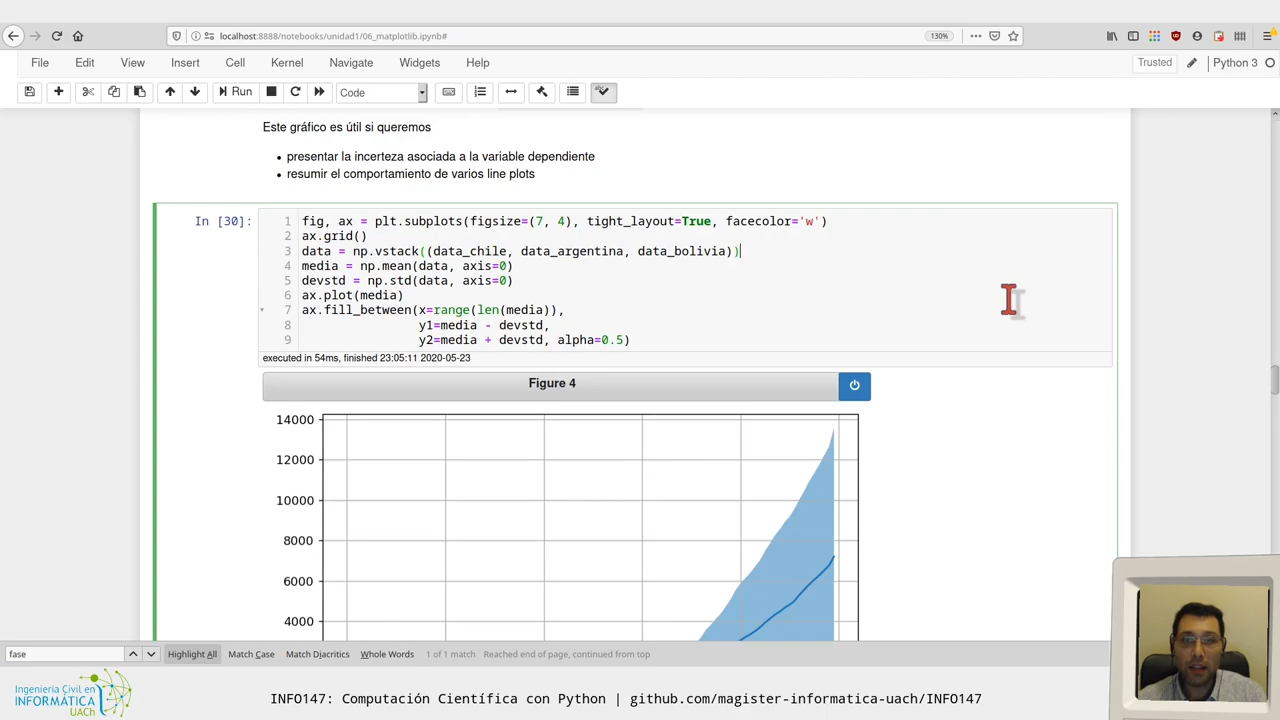 localhost:8888/notebooks/unidad1/06_matplotlib.ipynb#
130%
File Edit View Insert Cell Kernel Navigate Widgets Help
Trusted
Python 3
Run
Code
Este gráfico es útil si queremos
• presentar la incerteza asociada a la variable dependiente
• resumir el comportamiento de varios line plots
In [30]:
1 fig, ax = plt.subplots(figsize=(7, 4), tight_layout=True, facecolor='w')
2 ax.grid()
3 data = np.vstack((data_chile, data_argentina, data_bolivia))
4 media = np.mean(data, axis=0)
5 devstd = np.std(data, axis=0)
6 ax.plot(media)
7 ax.fill_between(x=range(len(media)),
8 y1=media - devstd,
9 y2=media + devstd, alpha=0.5)
executed in 54ms, finished 23:05:11 2020-05-23
Figure 4
14000
12000
10000
8000
6000
4000
fase
Highlight All Match Case Match Diacritics Whole Words 1 of 1 match Reached end of page, continued from top
Ingeniería Civil en
INFORMÁTICA
UACh
INFO147: Computación Científica con Python | github.com/magister-informatica-uach/INFO147